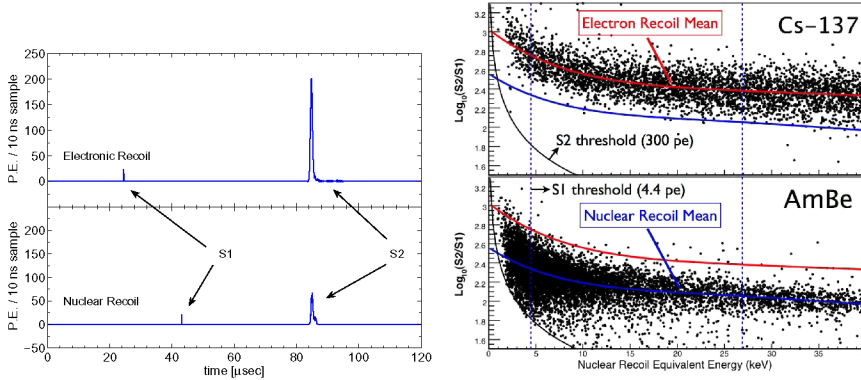 P.E. / 10 ns sample
250
200
150
100
50
0
Electronic Recoil
S1
S2
P.E. / 10 ns sample
200
150
100
50
0
−50
Nuclear Recoil
0
20
40
60
80
100
120
time [μsec]
Log₁₀(S2/S1)
3
2.8
2.6
2.4
2.2
2
1.8
1.6
Electron Recoil Mean
Cs-137
S2 threshold (300 pe)
Log₁₀(S2/S1)
3.2
3
2.8
2.6
2.4
2.2
2
1.8
1.6
S1 threshold (4.4 pe)
AmBe
Nuclear Recoil Mean
0
5
10
15
20
25
30
35
Nuclear Recoil Equivalent Energy (keV)